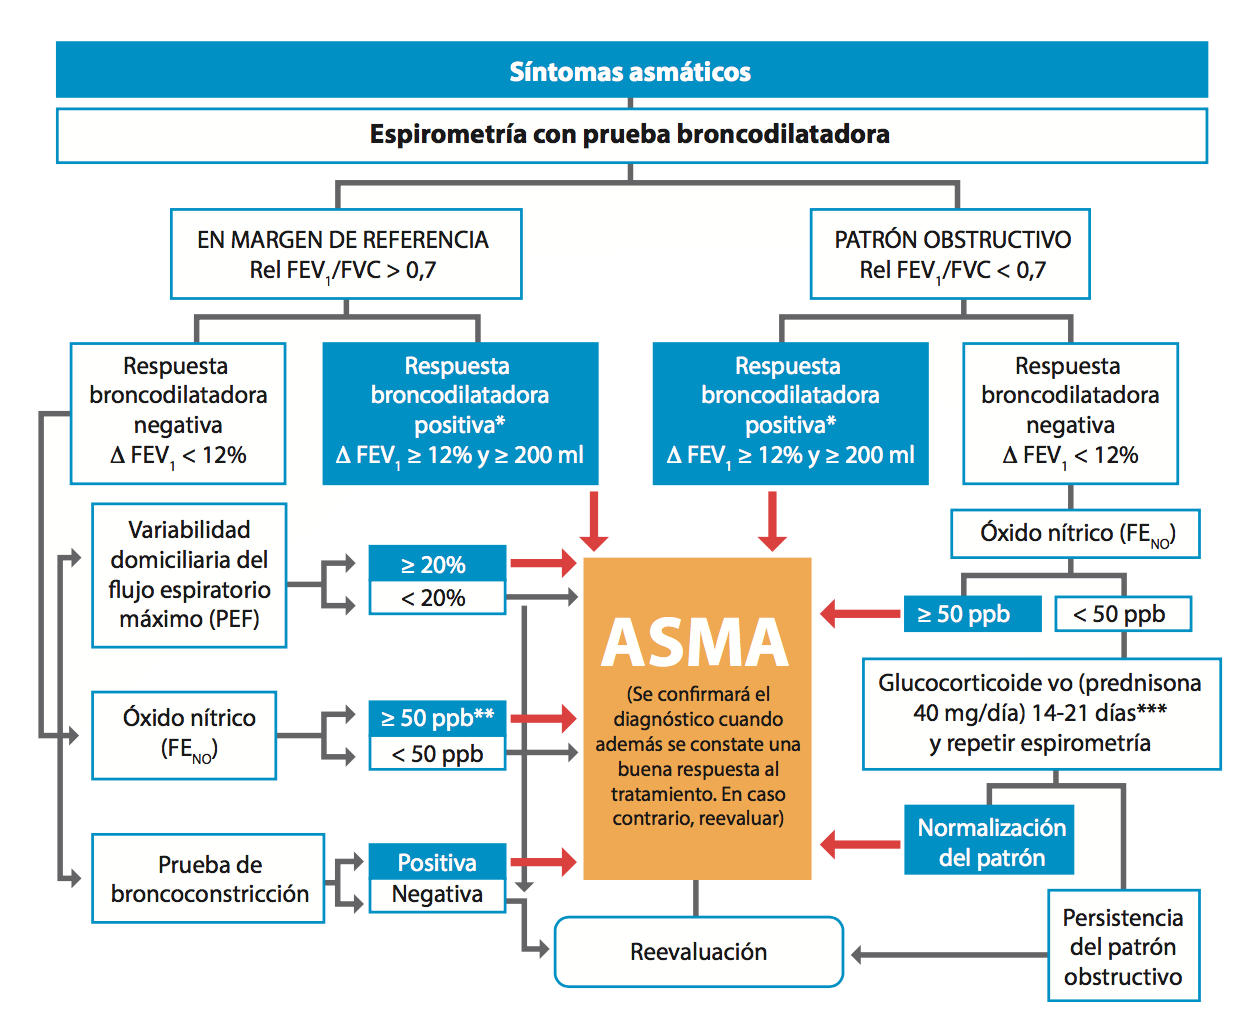 Síntomas asmáticos
Espirometría con prueba broncodilatadora
EN MARGEN DE REFERENCIA
Rel FEV₁/FVC > 0,7
PATRÓN OBSTRUCTIVO
Rel FEV₁/FVC < 0,7
Respuesta
broncodilatadora
negativa
Δ FEV₁ < 12%
Respuesta
broncodilatadora
positiva*
Δ FEV₁ ≥ 12% y ≥ 200 ml
Respuesta
broncodilatadora
positiva*
Δ FEV₁ ≥ 12% y ≥ 200 ml
Respuesta
broncodilatadora
negativa
Δ FEV₁ < 12%
Variabilidad
domiciliaria del
flujo espiratorio
máximo (PEF)
≥ 20%
< 20%
Óxido nítrico
(FENO)
≥ 50 ppb**
< 50 ppb
Prueba de
broncoconstricción
Positiva
Negativa
ASMA
(Se confirmará el
diagnóstico cuando
además se constate una
buena respuesta al
tratamiento. En caso
contrario, reevaluar)
Óxido nítrico (FENO)
≥ 50 ppb
< 50 ppb
Glucocorticoide vo (prednisona
40 mg/día) 14-21 días***
y repetir espirometría
Normalización
del patrón
Persistencia
del patrón
obstructivo
Reevaluación